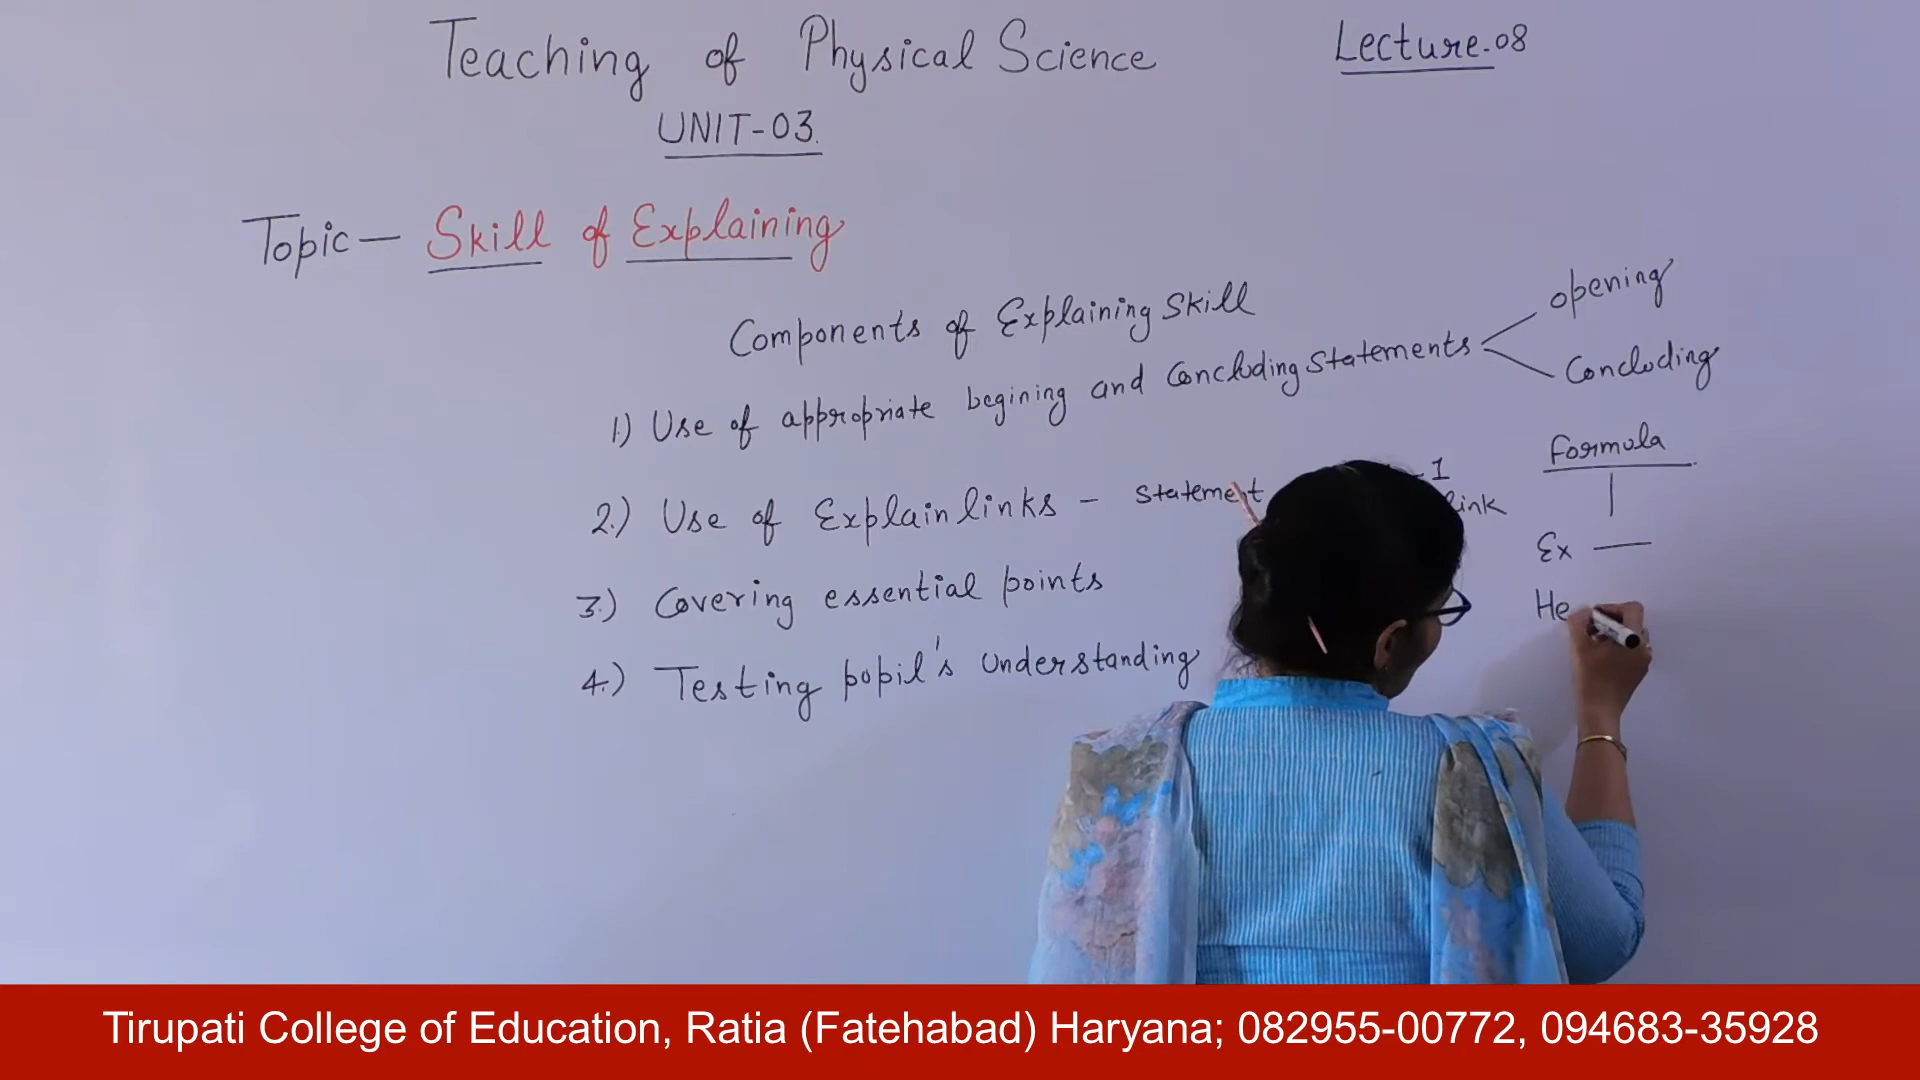 Teaching of Physical Science
Lecture-08
UNIT-03.
Topic — Skill of Explaining
Components of Explaining Skill
1.) Use of appropriate begining and Concluding Statements
opening
Concluding
2.) Use of Explain links - Statement
-1
link
3.) Covering essential points
4.) Testing pupil's understanding
Formula
Ex —
He
Tirupati College of Education, Ratia (Fatehabad) Haryana; 082955-00772, 094683-35928